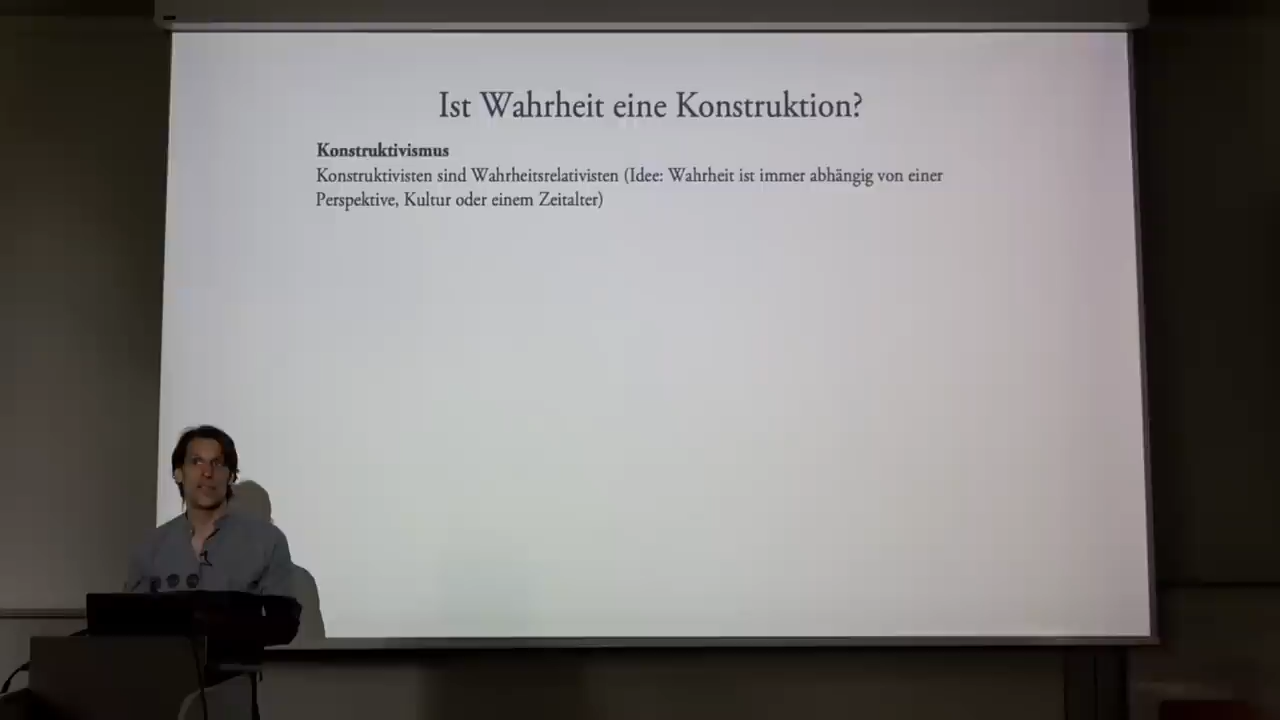 Ist Wahrheit eine Konstruktion?
Konstruktivismus
Konstruktivisten sind Wahrheitsrelativisten (Idee: Wahrheit ist immer abhängig von einer
Perspektive, Kultur oder einem Zeitalter)